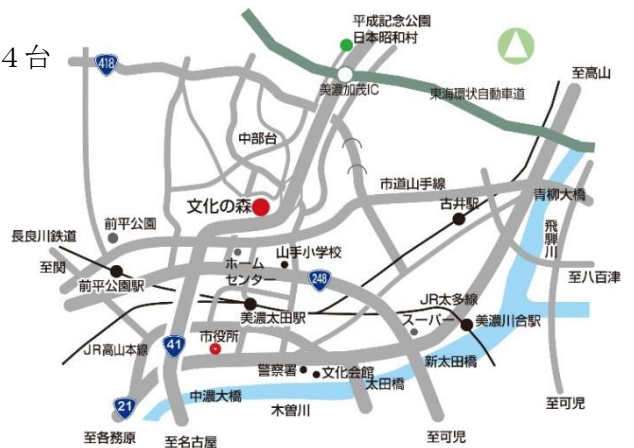 平成記念公園
日本昭和村
4台
418
美濃加茂IC
東海環状自動車道
至高山
中部台
市道山手線
青柳大橋
文化の森
古井駅
前平公園
飛騨川
長良川鉄道
山手小学校
至関
ホーム
センター
248
至八百津
前平公園駅
JR太多線
美濃太田駅
スーパー
美濃川合駅
市役所
41
JR高山本線
新太田橋
警察署
文化会館
太田橋
中濃大橋
21
木曽川
至可児
至可児
至各務原
至名古屋